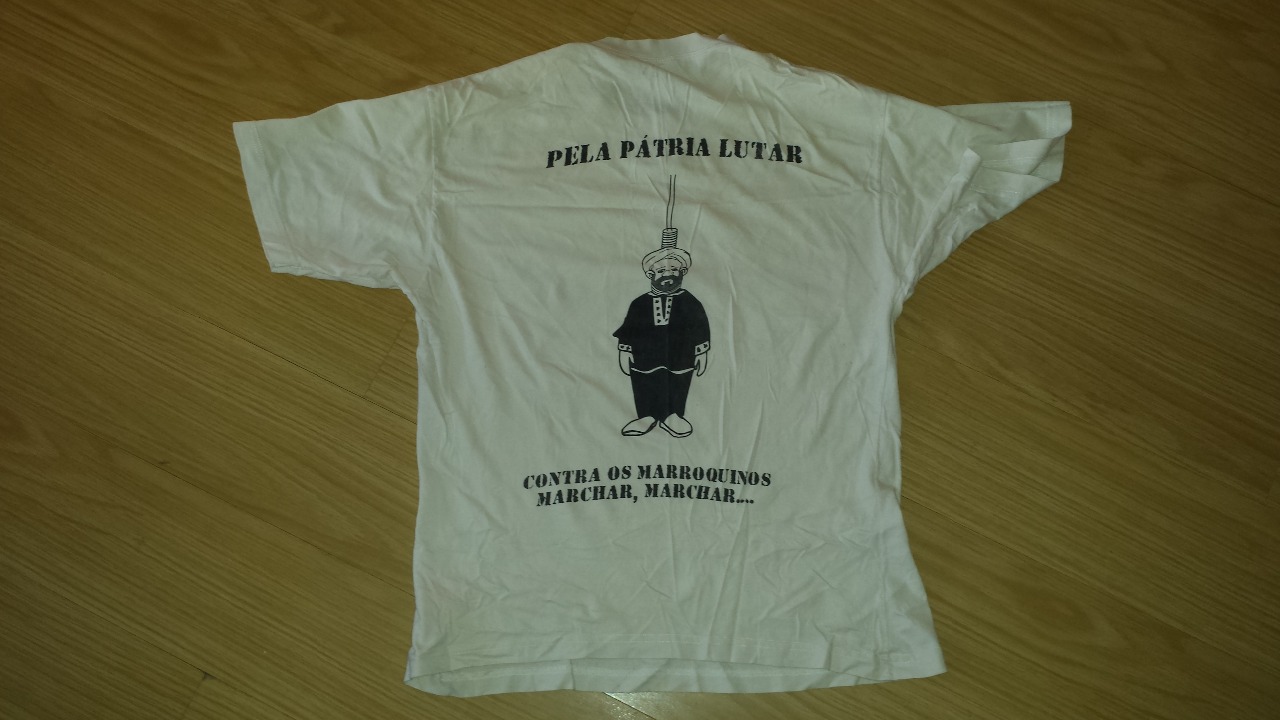 PELA PÁTRIA LUTAR
CONTRA OS MARROQUINOS
MARCHAR, MARCHAR....